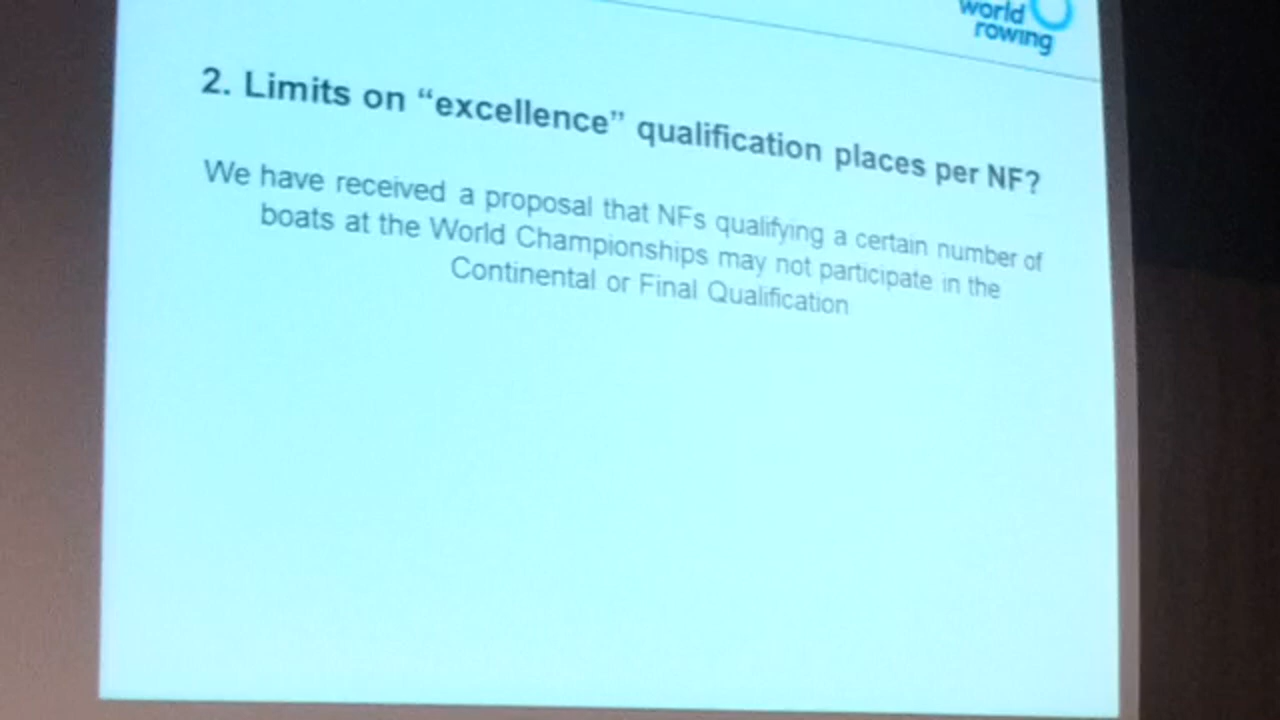 world
rowing
2. Limits on “excellence” qualification places per NF?
We have received a proposal that NFs qualifying a certain number of
boats at the World Championships may not participate in the
Continental or Final Qualification